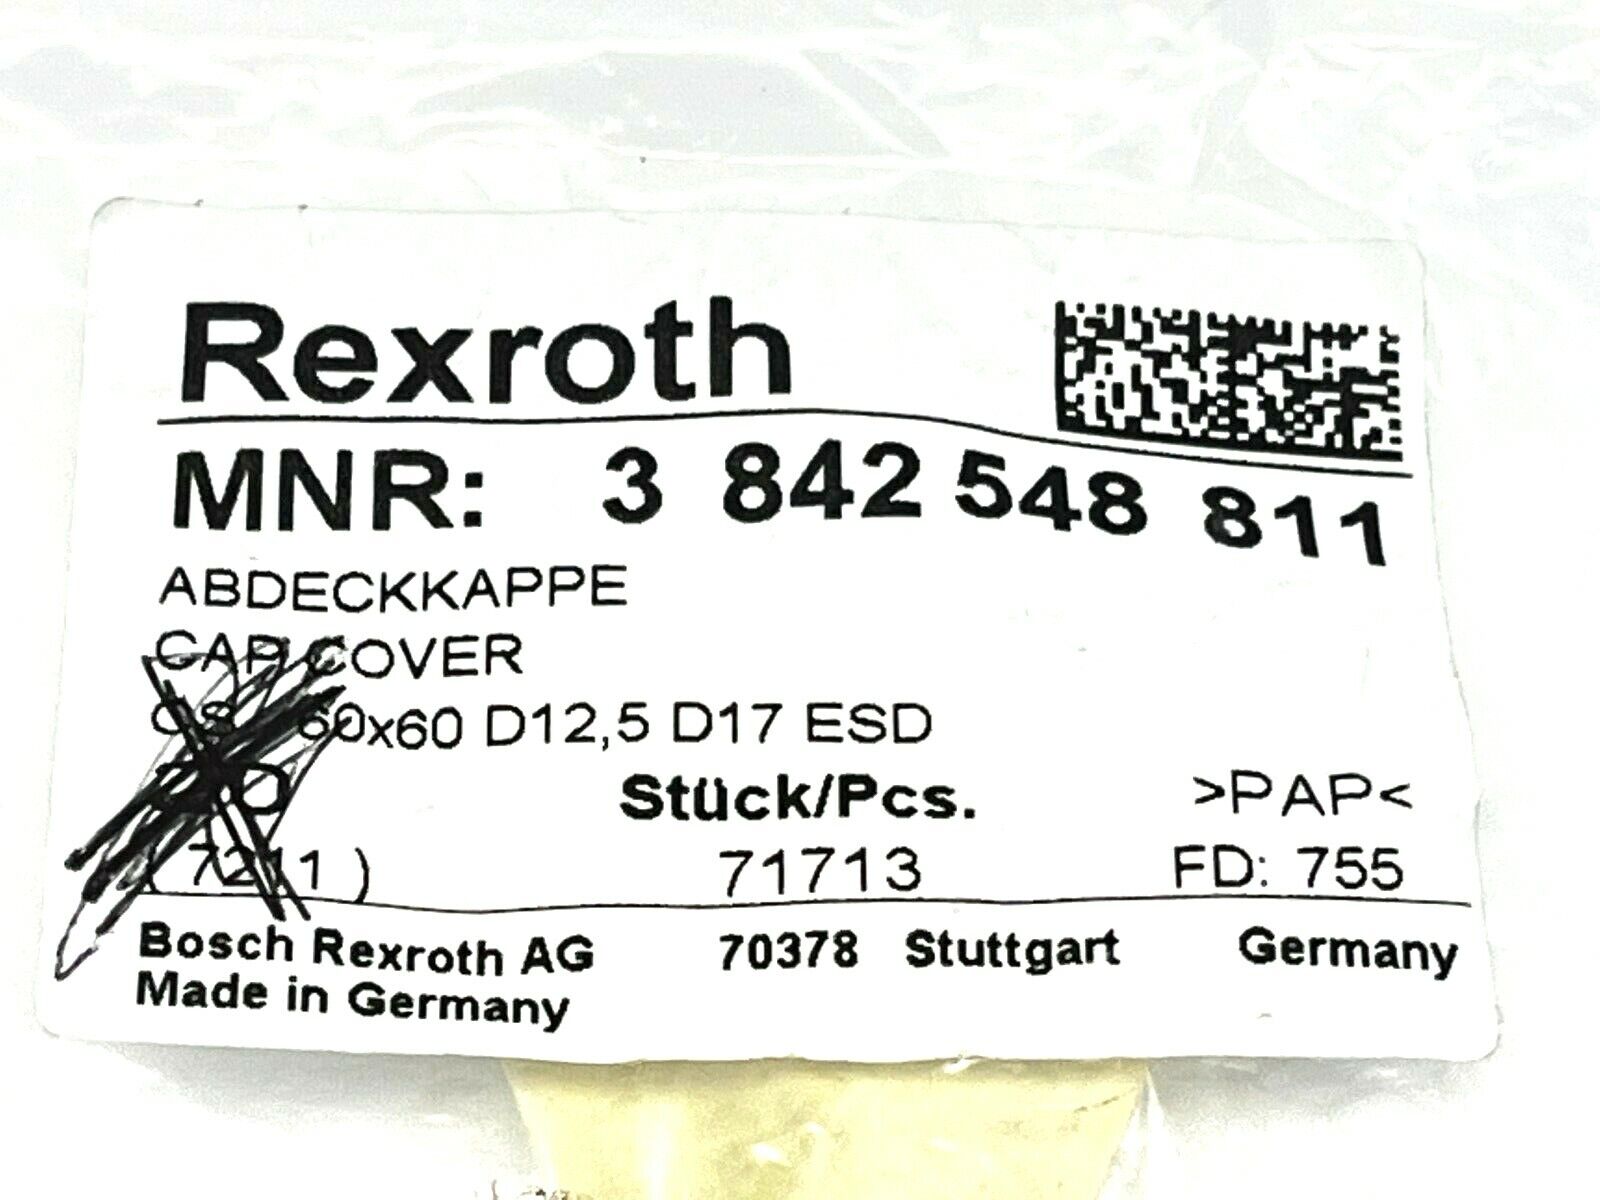 Rexroth
MNR: 3 842 548 811
ABDECKKAPPE
CAP COVER
60x60 D12,5 D17 ESD
Stück/Pcs. >PAP<
( 7211 ) 71713 FD: 755
Bosch Rexroth AG 70378 Stuttgart Germany
Made in Germany